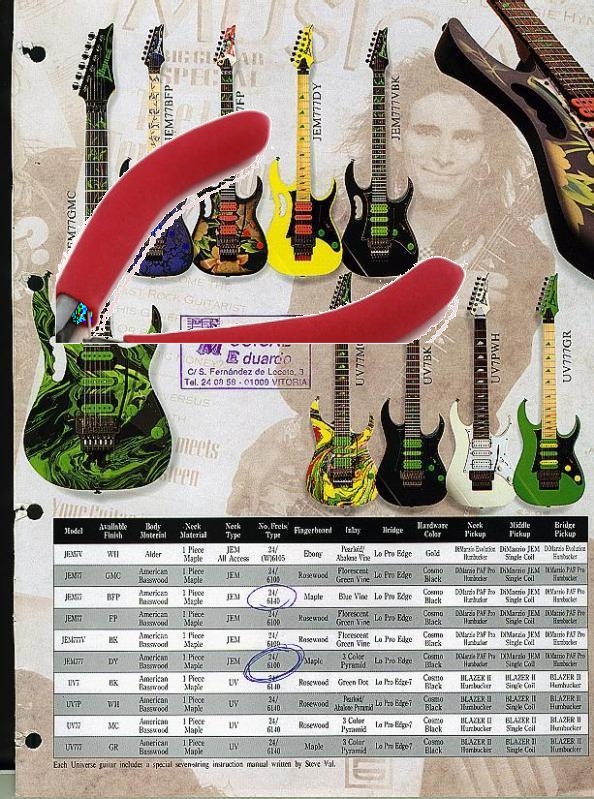 MUSIC
BIG GUITAR
SPECIAL
JEM77BFP
JEM777DY
JEM777VBK
UV7BK
UV7PWH
UV777GR
Eduardo
C/ S. Fernández de Leceta, 3
Tel. 24 09 58 - 01009 VITORIA
ROCK GUITARIST
VERSUS
meets
Model Available Finish Body Material Neck Material Neck Type No. Frets/ Type Fingerboard Inlay Bridge Hardware Color Neck Pickup Middle Pickup Bridge Pickup
JEM7V WH Alder 1 Piece Maple JEM All Access 24/ (W)6105 Ebony Pearloid/ Abalone Vine Lo Pro Edge Gold DiMarzio Evolution Humbucker DiMarzio JEM Single Coil DiMarzio Evolution Humbucker
JEM77 GMC American Basswood 1 Piece Maple JEM 24/ 6100 Rosewood Florescent Green Vine Lo Pro Edge Cosmo Black DiMarzio PAF Pro Humbucker DiMarzio JEM Single Coil DiMarzio PAF Pro Humbucker
JEM77 BFP American Basswood 1 Piece Maple JEM 24/ 6140 Maple Blue Vine Lo Pro Edge Cosmo Black DiMarzio PAF Pro Humbucker DiMarzio JEM Single Coil DiMarzio PAF Pro Humbucker
JEM77 FP American Basswood 1 Piece Maple JEM 24/ 6100 Rosewood Florescent Green Vine Lo Pro Edge Cosmo Black DiMarzio PAF Pro Humbucker DiMarzio JEM Single Coil DiMarzio PAF Pro Humbucker
JEM777V BK American Basswood 1 Piece Maple JEM 24/ Rosewood Florescent Green Vine Lo Pro Edge Cosmo Black DiMarzio PAF Pro Humbucker DiMarzio JEM Single Coil DiMarzio PAF Pro Humbucker
JEM777 DY American Basswood 1 Piece Maple JEM 24/ 6100 Maple 3 Color Pyramid Lo Pro Edge Cosmo Black DiMarzio PAF Pro Humbucker DiMarzio JEM Single Coil DiMarzio PAF Pro Humbucker
UV7 BK American Basswood 1 Piece Maple UV 24/ 6140 Rosewood Green Dot Lo Pro Edge-7 Cosmo Black BLAZER II Humbucker BLAZER II Single Coil BLAZER II Humbucker
UV7P WH American Basswood 1 Piece Maple UV 24/ 6140 Rosewood Pearloid/ Abalone Pyramid Lo Pro Edge-7 Cosmo Black BLAZER II Humbucker BLAZER II Single Coil BLAZER II Humbucker
UV77 MC American Basswood 1 Piece Maple UV 24/ 6140 Rosewood 3 Color Pyramid Lo Pro Edge-7 Cosmo Black BLAZER II Humbucker BLAZER II Single Coil BLAZER II Humbucker
UV777 GR American Basswood 1 Piece Maple UV 24/ 6140 Maple 3 Color Pyramid Lo Pro Edge-7 Cosmo Black BLAZER II Humbucker BLAZER II Single Coil BLAZER II Humbucker
Each Universe guitar includes a special seven-string instruction manual written by Steve Vai.